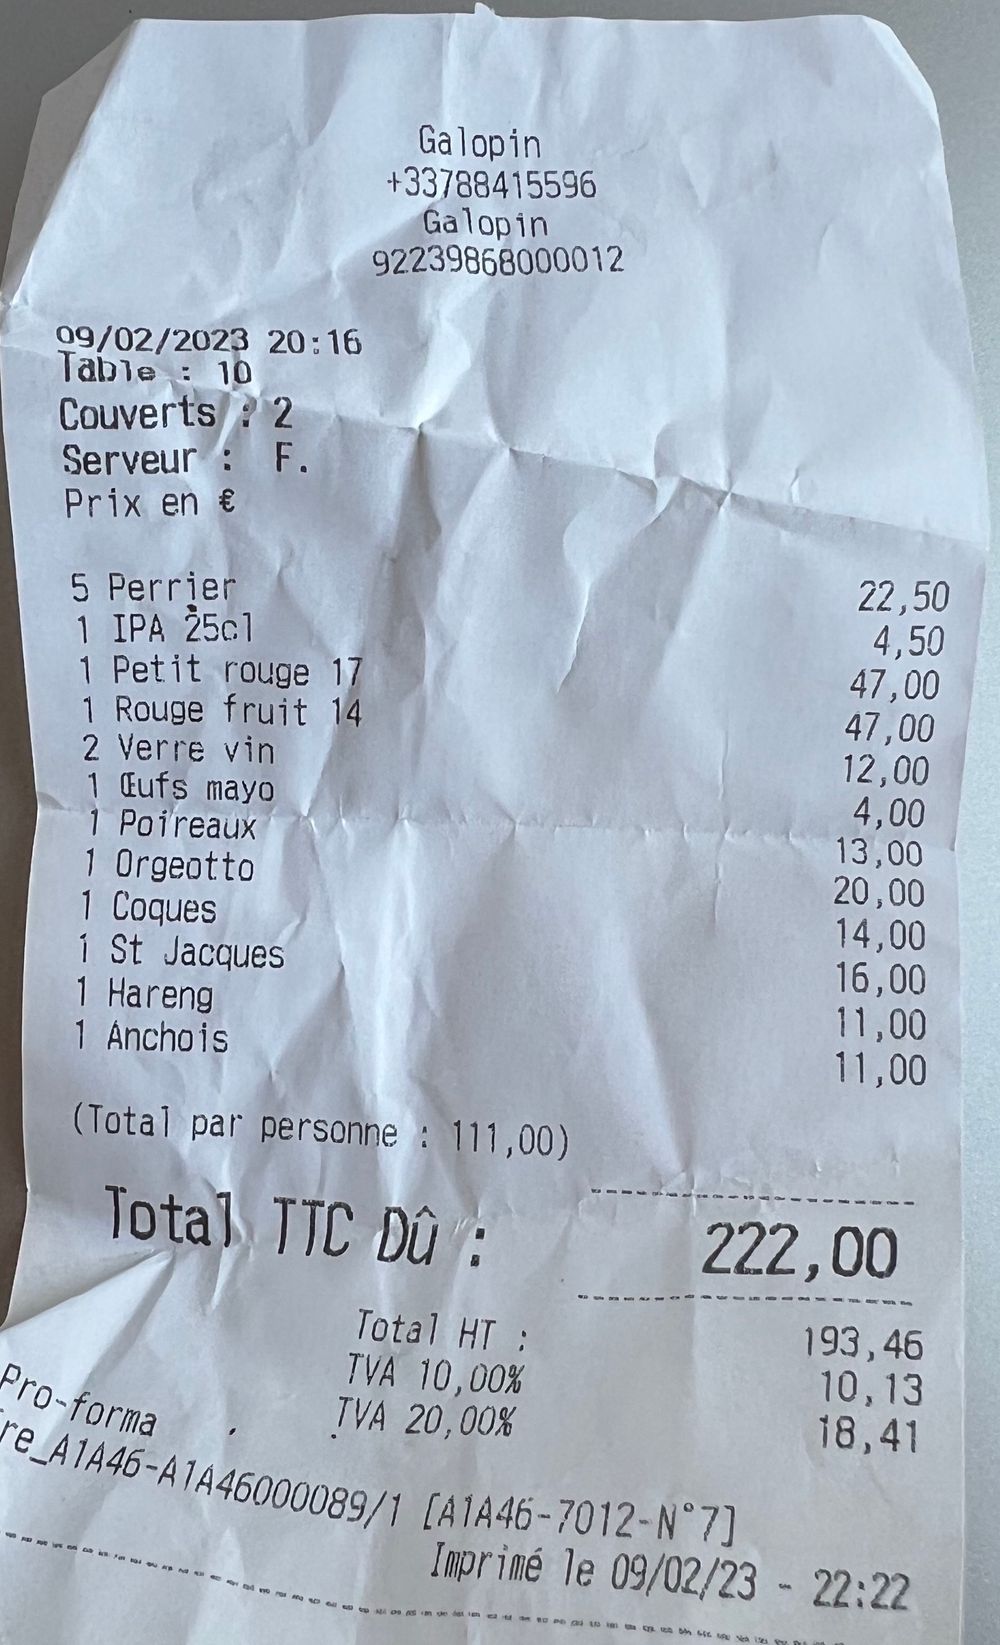 Galopin
+33788415596
Galopin
92239868000012
09/02/2023 20:16
Table : 10
Couverts : 2
Serveur : F.
Prix en €
5 Perrier 22,50
1 IPA 25cl 4,50
1 Petit rouge 17 47,00
1 Rouge fruit 14 47,00
2 Verre vin 12,00
1 Œufs mayo 4,00
1 Poireaux 13,00
1 Orgeotto 20,00
1 Coques 14,00
1 St Jacques 16,00
1 Hareng 11,00
1 Anchois 11,00
(Total par personne : 111,00)
Total TTC Dû : 222,00
Total HT : 193,46
TVA 10,00% 10,13
TVA 20,00% 18,41
Pro-forma
re_A1A46-A1A46000089/1 [A1A46-7012-N°7]
Imprimé le 09/02/23 - 22:22